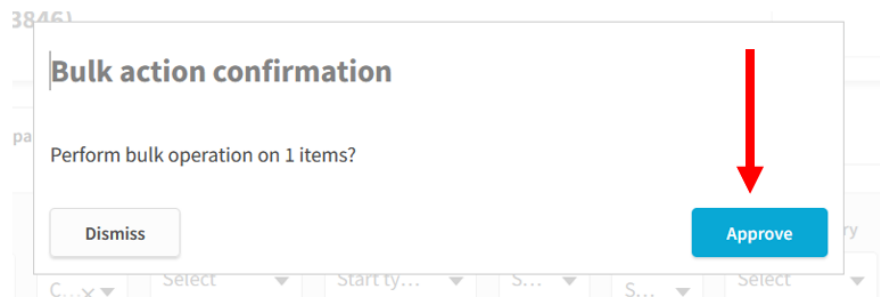 3846)
Bulk action confirmation
pa
Perform bulk operation on 1 items?
Dismiss
Approve
ry
C... Select Start ty... S... S... Select